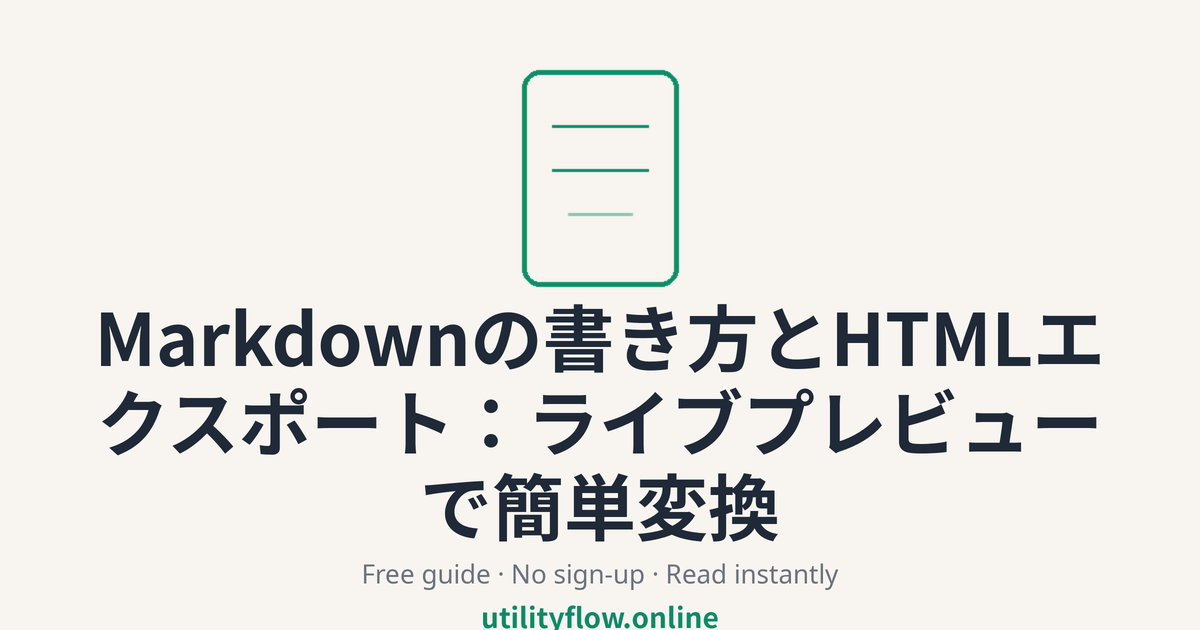 Markdownの書き方とHTMLエ
クスポート：ライブプレビュー
で簡単変換
Free guide · No sign-up · Read instantly
utilityflow.online